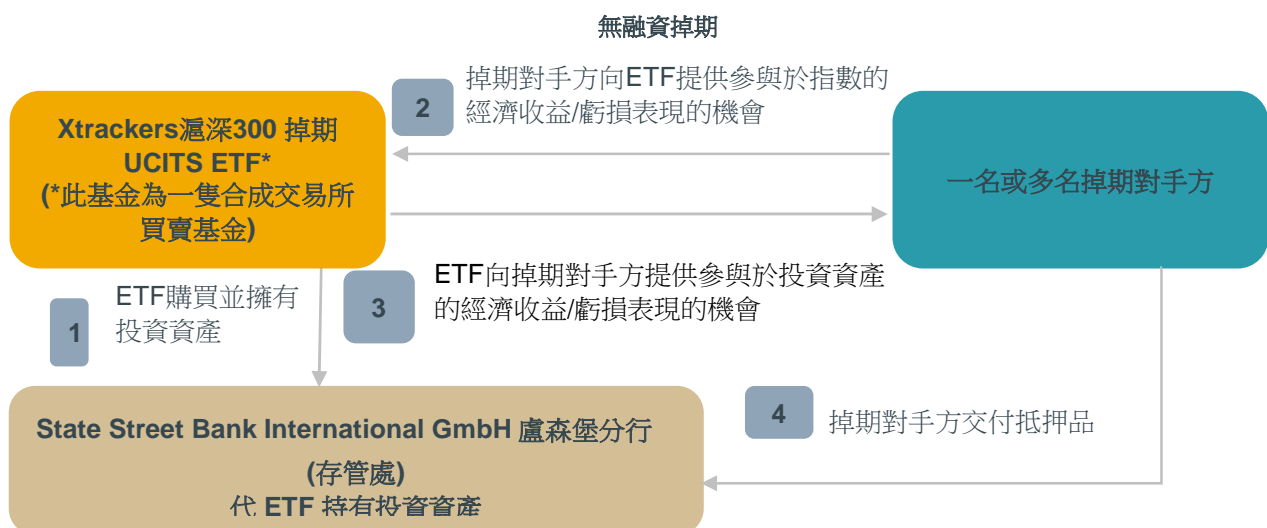 無融資掉期
掉期對手方向ETF提供參與於指數的
經濟收益/虧損表現的機會
2
Xtrackers滬深300 掉期
UCITS ETF*
(*此基金為一隻合成交易所
買賣基金)
一名或多名掉期對手方
ETF向掉期對手方提供參與於投資資產
的經濟收益/虧損表現的機會
3
ETF購買並擁有
投資資產
1
State Street Bank International GmbH 盧森堡分行
(存管處)
代 ETF 持有投資資產
4
掉期對手方交付抵押品